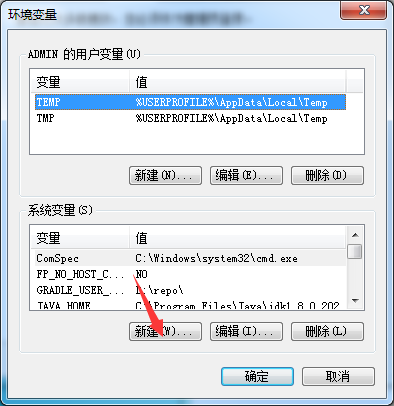 环境变量
ADMIN 的用户变量(U)
变量 值
TEMP %USERPROFILE%\AppData\Local\Temp
TMP %USERPROFILE%\AppData\Local\Temp
新建(N)... 编辑(E)... 删除(D)
系统变量(S)
变量 值
ComSpec C:\Windows\system32\cmd.exe
FP_NO_HOST_C... NO
GRADLE_USER_... \repo\
JAVA_HOME C:\Program Files\Java\jdk1.8.0_202
新建(W)... 编辑(I)... 删除(L)
确定 取消